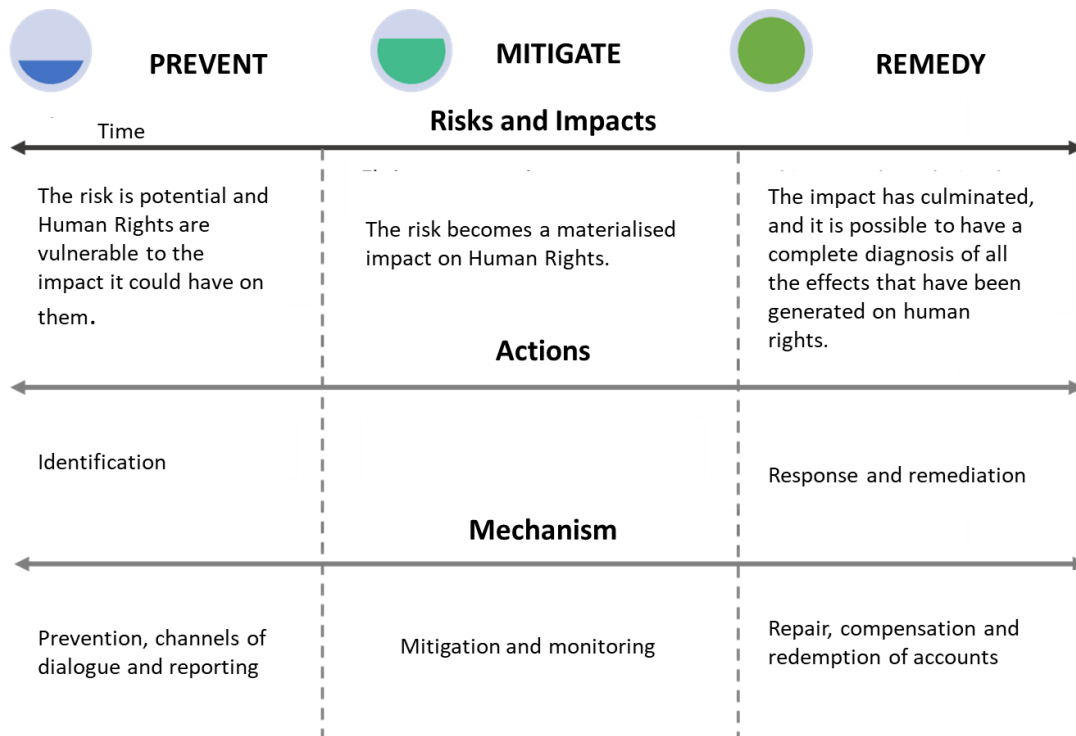 PREVENT
MITIGATE
REMEDY
Risks and Impacts
Time
The risk is potential and
Human Rights are
vulnerable to the
impact it could have on
them.
The risk becomes a materialised
impact on Human Rights.
The impact has culminated,
and it is possible to have a
complete diagnosis of all
the effects that have been
generated on human
rights.
Actions
Identification
Response and remediation
Mechanism
Prevention, channels of
dialogue and reporting
Mitigation and monitoring
Repair, compensation and
redemption of accounts